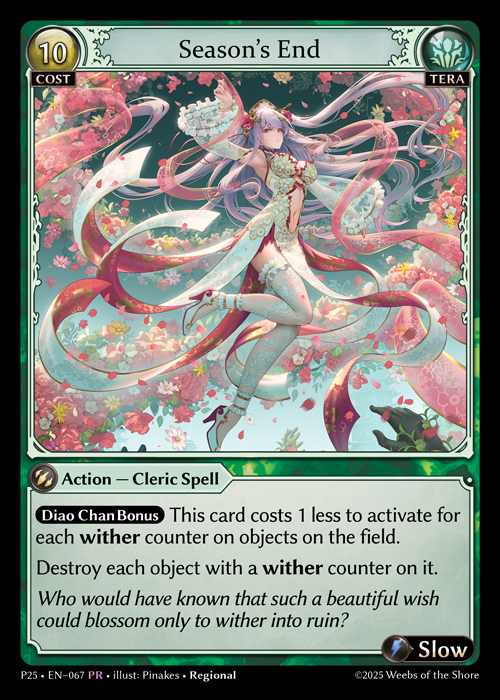 10
COST
Season's End
TERA
Action — Cleric Spell
Diao Chan Bonus This card costs 1 less to activate for
each wither counter on objects on the field.
Destroy each object with a wither counter on it.
Who would have known that such a beautiful wish
could blossom only to wither into ruin?
Slow
P25 • EN–067 PR • illust: Pinakes • Regional
©2025 Weebs of the Shore